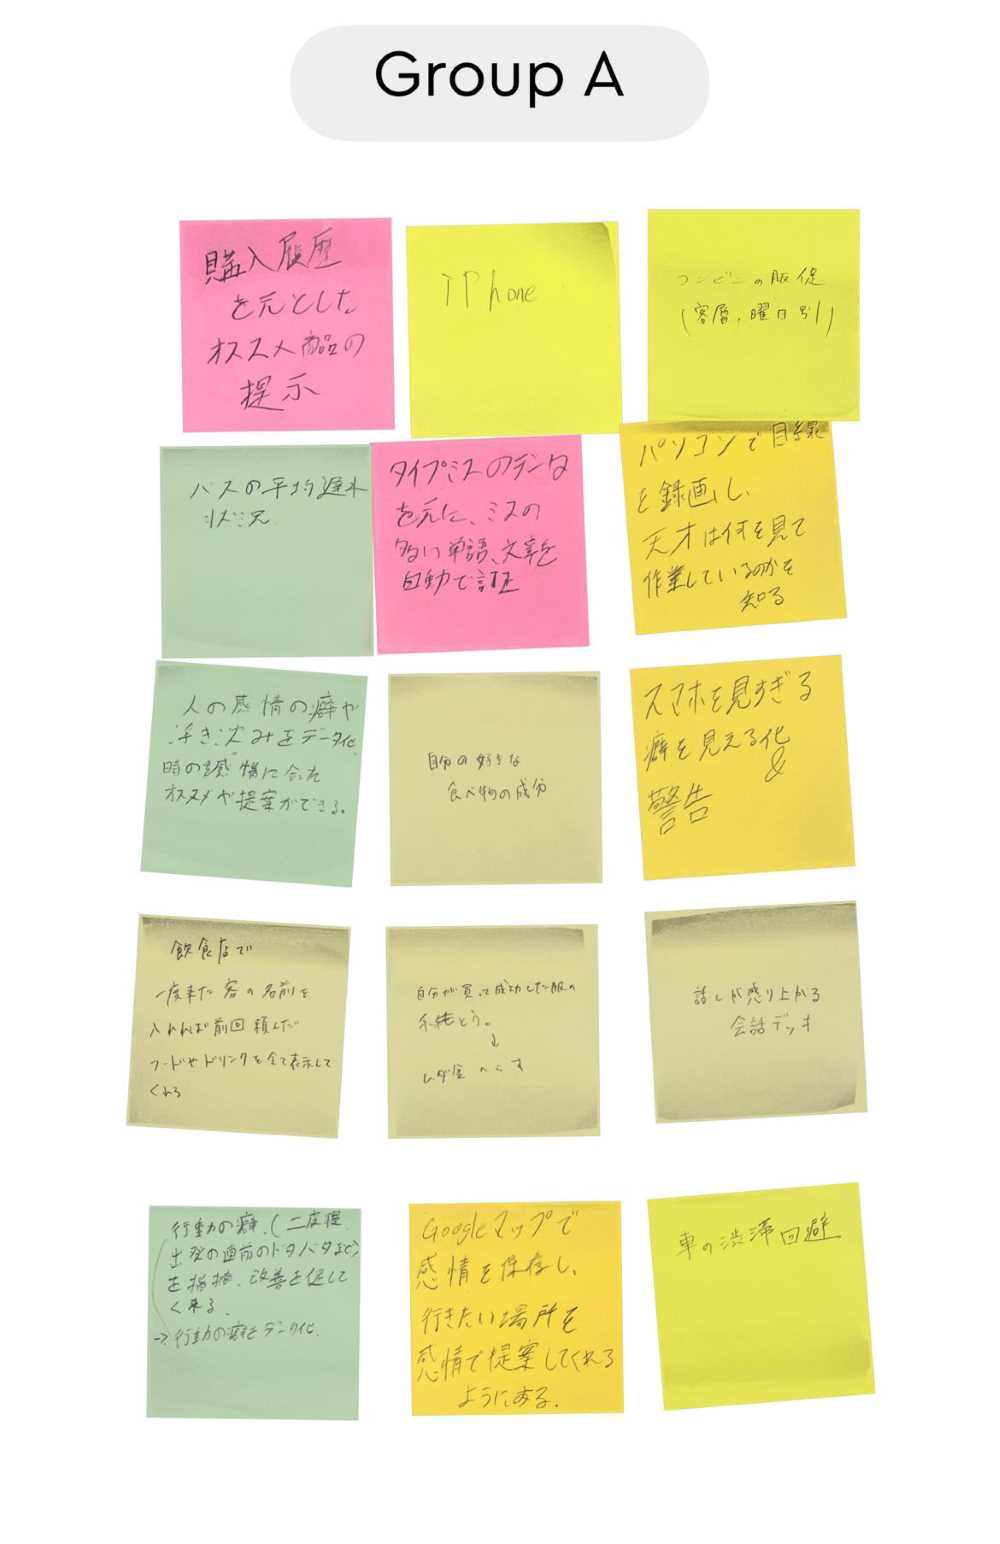 Group A
購入履歴
を元とした
オススメ商品の
提示
iPhone
コンビニの販促
(客層、曜日別)
バスの平均遅れ
状況
タイプミスのデータ
を元に、ミスの
多い単語、文章を
自動で訂正
パソコンで目線
を録画し、
天才は何を見て
作業しているのかを
知る
人の感情の癖や
浮き沈みをデータ化
時の感情に合った
オススメや提案ができる。
自分の好きな
食べ物の成分
スマホを見すぎる
癖を見える化
&
警告
飲食店で
一度来た客の名前を
入れれば前回頼んだ
フードやドリンクを全て表示して
くれる
自分が買って成功した服の
統とう。
↓
ムダ金へらす
話しが盛り上がる
会話デッキ
行動の癖、(二度寝、
出発の直前のドタバタなど)
を指摘、改善を促して
く来る。
→行動の癖をデータ化
Googleマップで
感情を保存し、
行きたい場所を
感情で提案してくれる
ようにする。
車の渋滞回避